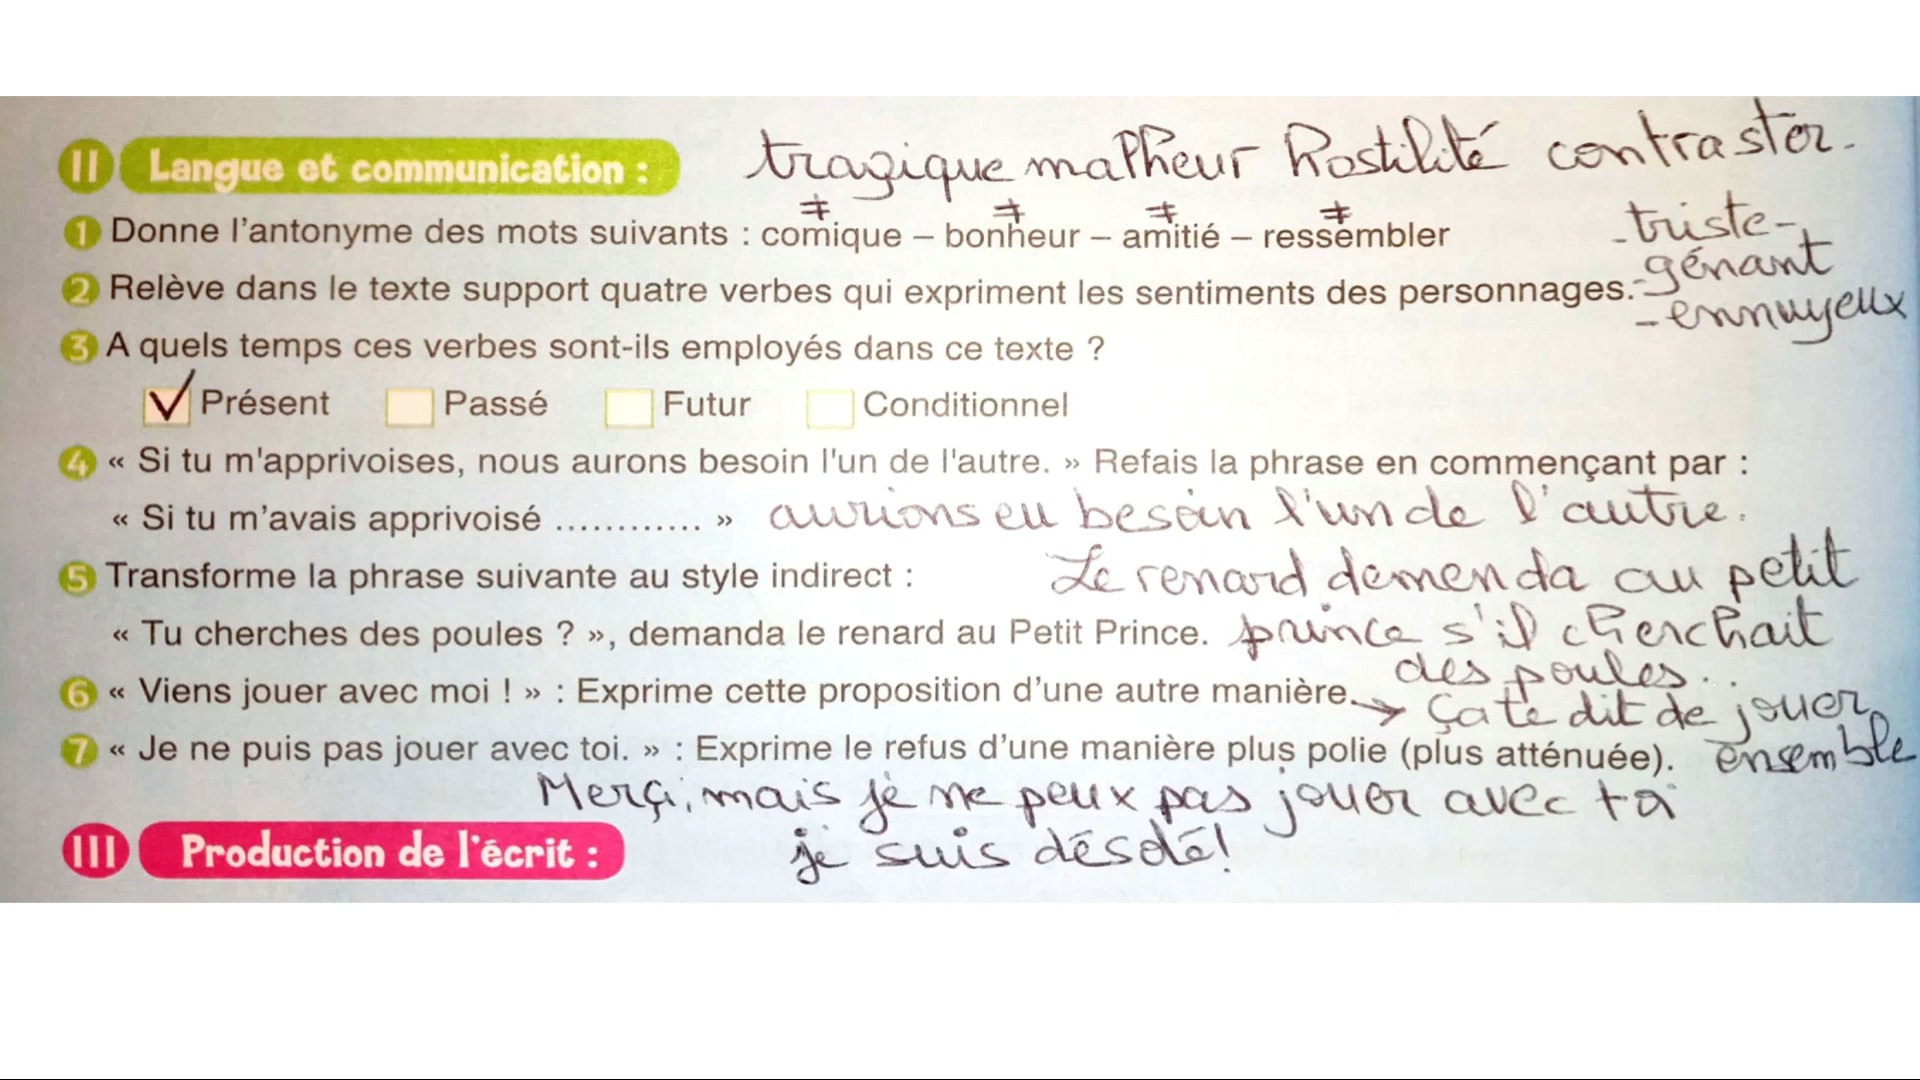 II Langue et communication : tragique malheur hostilité contraster.
≠ ≠ ≠ ≠
1 Donne l'antonyme des mots suivants : comique – bonheur – amitié – ressembler - triste -
2 Relève dans le texte support quatre verbes qui expriment les sentiments des personnages. - génant
- ennuyeux
3 A quels temps ces verbes sont-ils employés dans ce texte ?
✓ Présent Passé Futur Conditionnel
4 « Si tu m'apprivoises, nous aurons besoin l'un de l'autre. » Refais la phrase en commençant par :
« Si tu m'avais apprivoisé ............ » aurions eu besoin l'un de l'autre.
5 Transforme la phrase suivante au style indirect : Le renard demenda au petit
« Tu cherches des poules ? », demanda le renard au Petit Prince. prince s'il cherchait
des poules..
6 « Viens jouer avec moi ! » : Exprime cette proposition d'une autre manière. → ça te dit de jouer
7 « Je ne puis pas jouer avec toi. » : Exprime le refus d'une manière plus polie (plus atténuée). ensemble
Merçi, mais je ne peux pas jouer avec toi
III Production de l'écrit : je suis désolé!